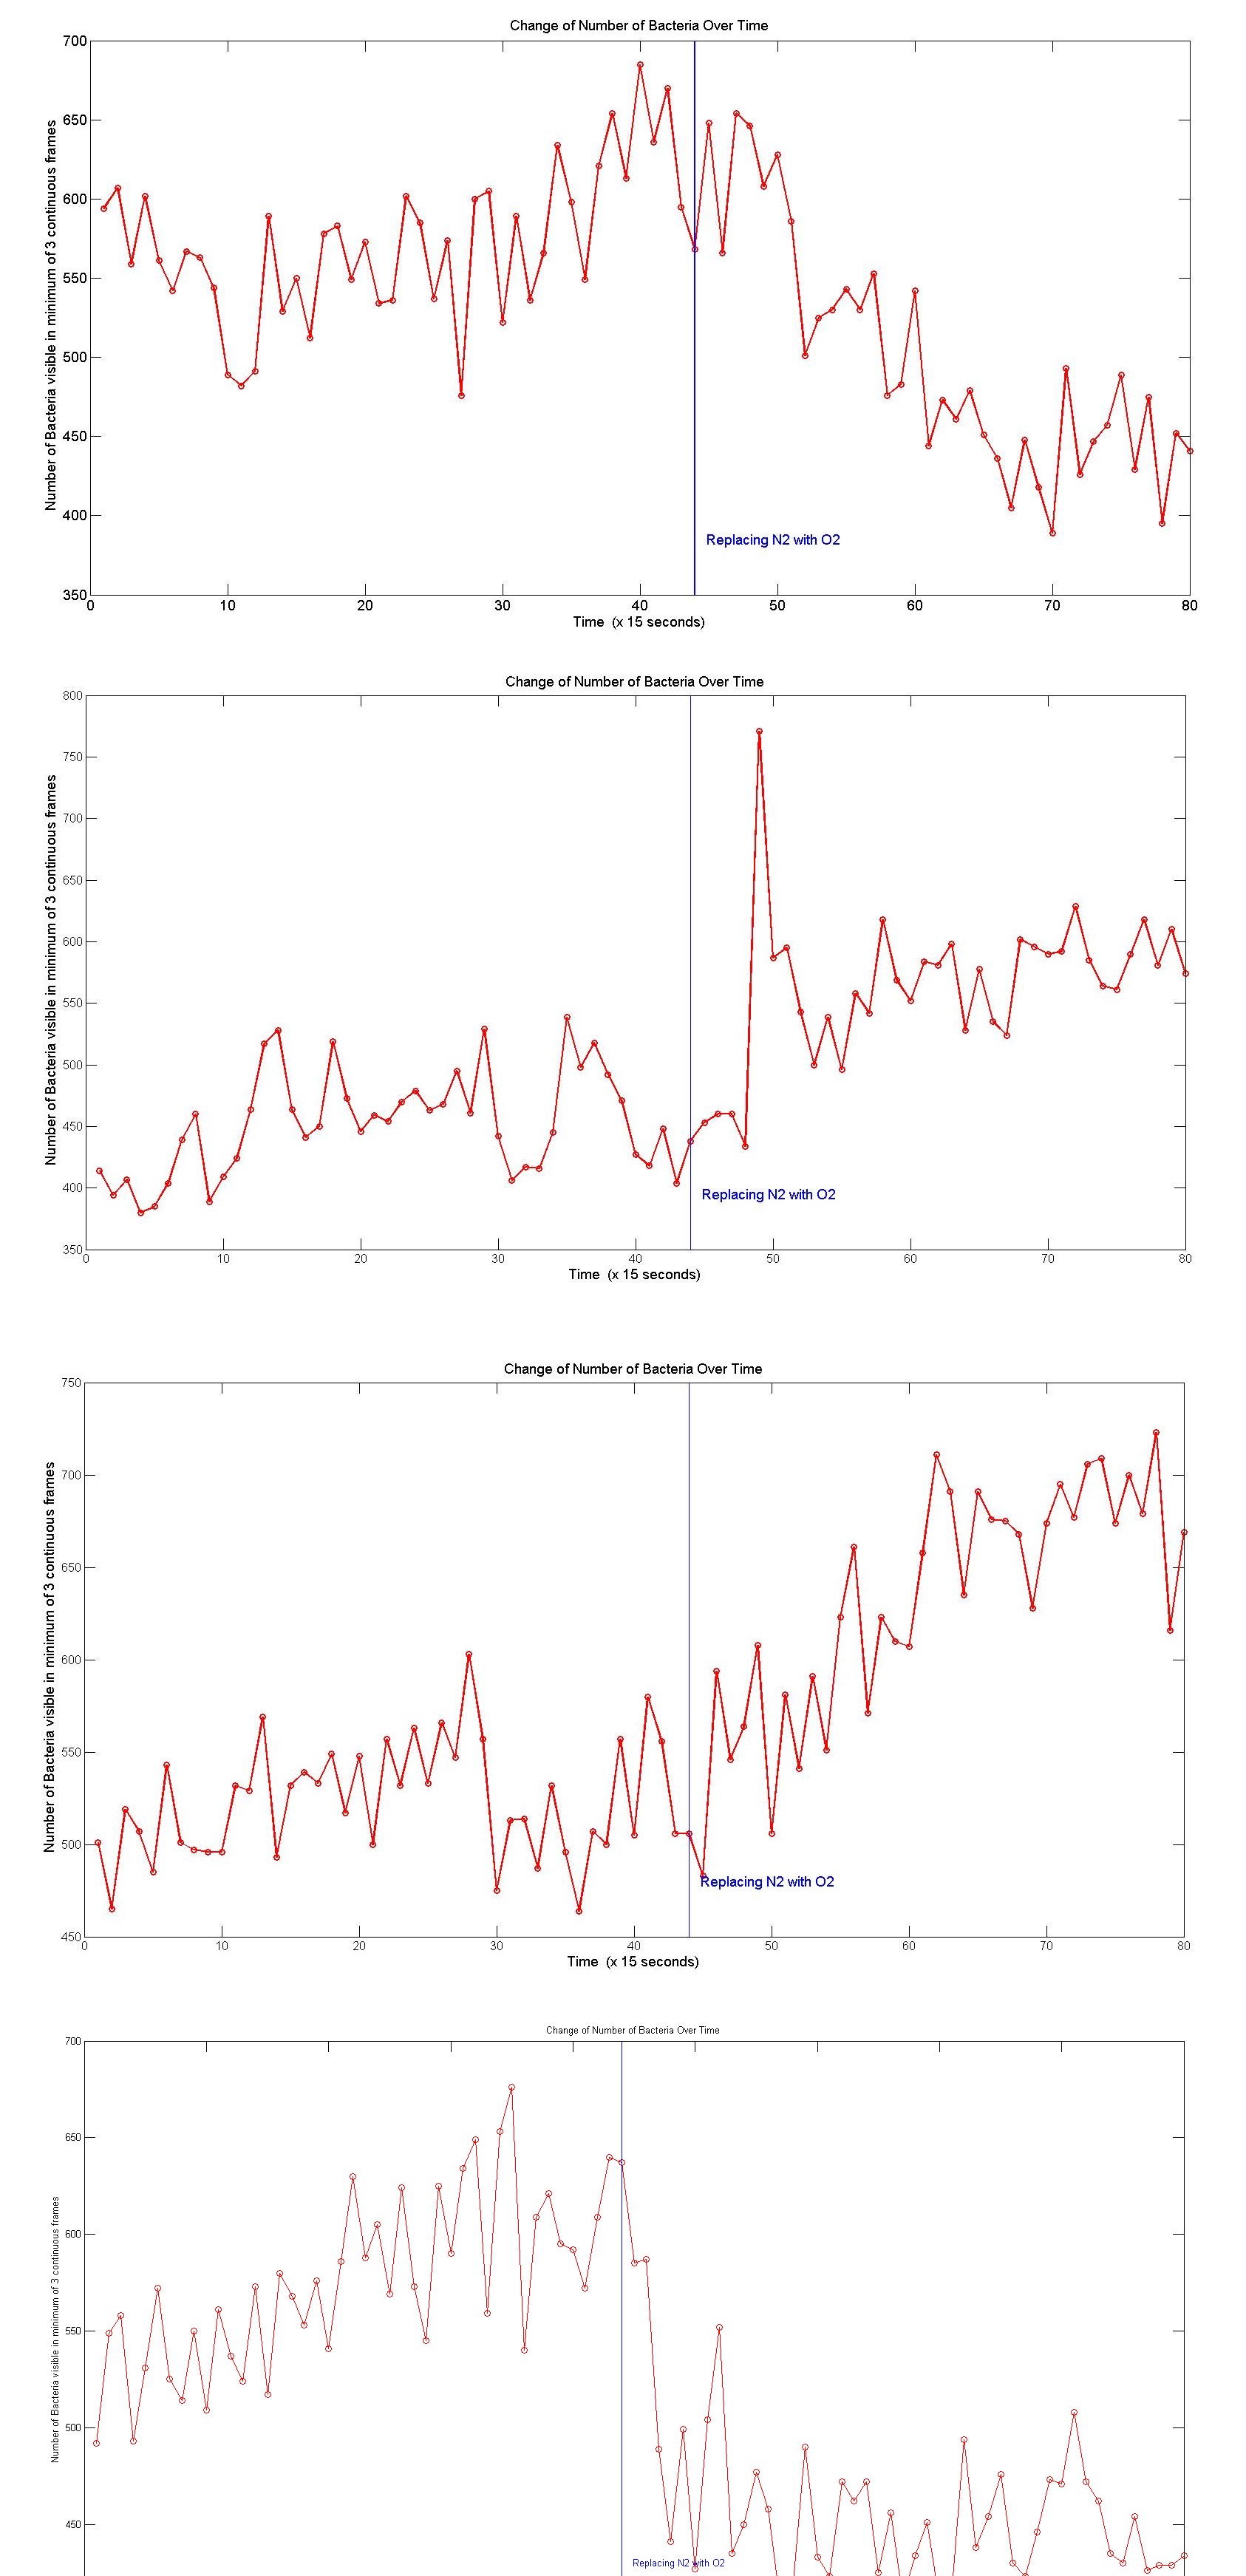 Change of Number of Bacteria Over Time
Number of Bacteria visible in minimum of 3 continuous frames
700
650
600
550
500
450
400
350
Replacing N2 with O2
0 10 20 30 40 50 60 70 80
Time (x 15 seconds)
Change of Number of Bacteria Over Time
Number of Bacteria visible in minimum of 3 continuous frames
800
750
700
650
600
550
500
450
400
350
Replacing N2 with O2
0 10 20 30 40 50 60 70 80
Time (x 15 seconds)
Change of Number of Bacteria Over Time
Number of Bacteria visible in minimum of 3 continuous frames
750
700
650
600
550
500
450
Replacing N2 with O2
0 10 20 30 40 50 60 70 80
Time (x 15 seconds)
Change of Number of Bacteria Over Time
Number of Bacteria visible in minimum of 3 continuous frames
700
650
600
550
500
450
Replacing N2 with O2